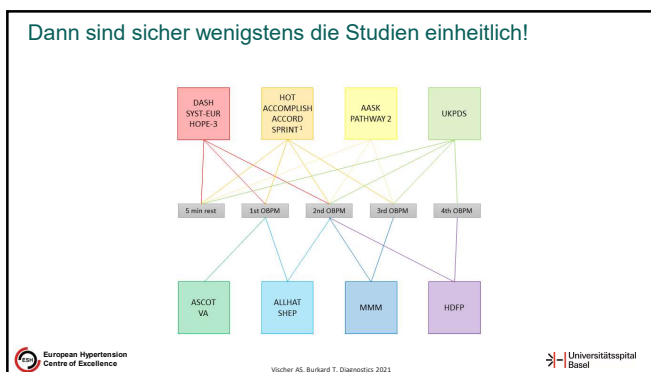 Dann sind sicher wenigstens die Studien einheitlich!
DASH
SYST-EUR
HOPE-3
HOT
ACCOMPLISH
ACCORD
SPRINT¹
AASK
PATHWAY 2
UKPDS
5 min rest
1st OBPM
2nd OBPM
3rd OBPM
4th OBPM
ASCOT
VA
ALLHAT
SHEP
MMM
HDFP
ESH
European Hypertension
Centre of Excellence
Vischer AS, Burkard T, Diagnostics 2021
Universitätsspital
Basel